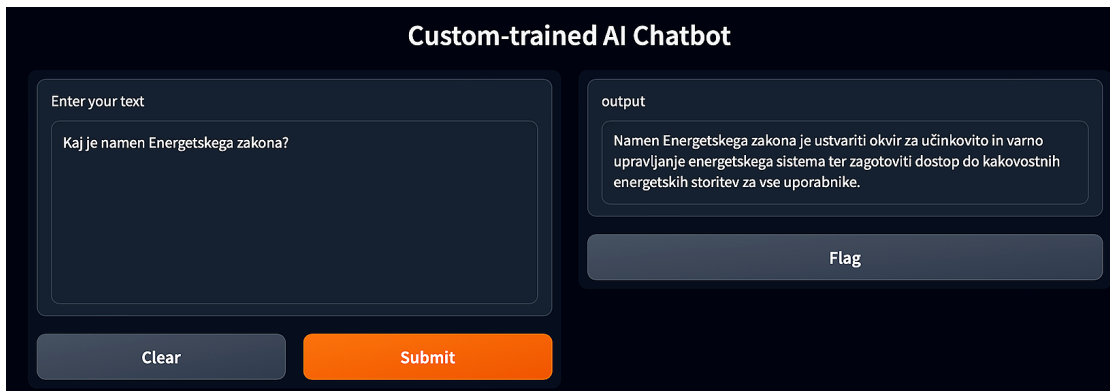 Custom-trained AI Chatbot
Enter your text
Kaj je namen Energetskega zakona?
Clear
Submit
output
Namen Energetskega zakona je ustvariti okvir za učinkovito in varno
upravljanje energetskega sistema ter zagotoviti dostop do kakovostnih
energetskih storitev za vse uporabnike.
Flag